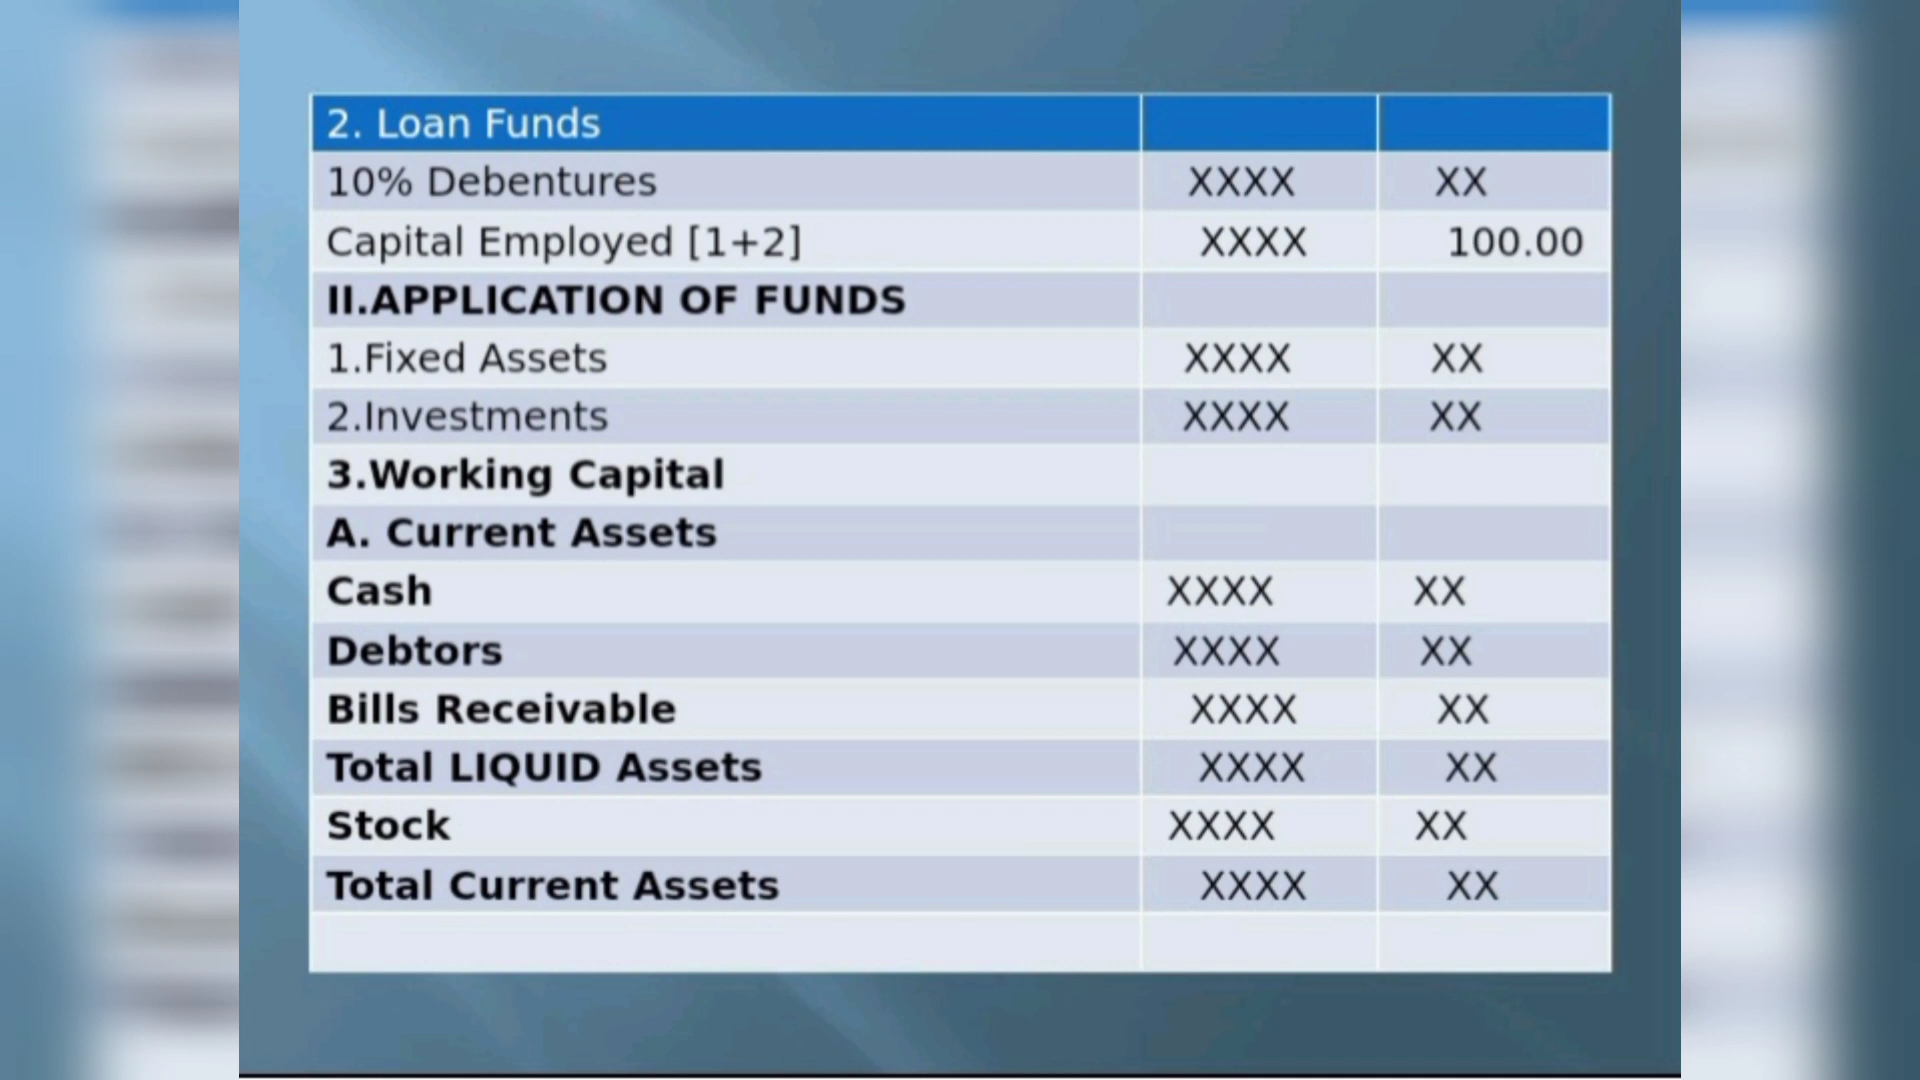 2. Loan Funds
10% Debentures XXXX XX
Capital Employed [1+2] XXXX 100.00
II.APPLICATION OF FUNDS
1.Fixed Assets XXXX XX
2.Investments XXXX XX
3.Working Capital
A. Current Assets
Cash XXXX XX
Debtors XXXX XX
Bills Receivable XXXX XX
Total LIQUID Assets XXXX XX
Stock XXXX XX
Total Current Assets XXXX XX